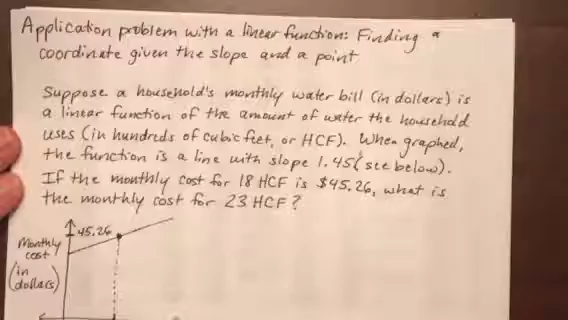 Application problem with a linear function: Finding a
coordinate given the slope and a point
Suppose a household's monthly water bill (in dollars) is
a linear function of the amount of water the household
uses (in hundreds of cubic feet, or HCF). When graphed,
the function is a line with slope 1.45 (see below).
If the monthly cost for 18 HCF is $45.26, what is
the monthly cost for 23 HCF?
45.26
Monthly
cost
(in
dollars)